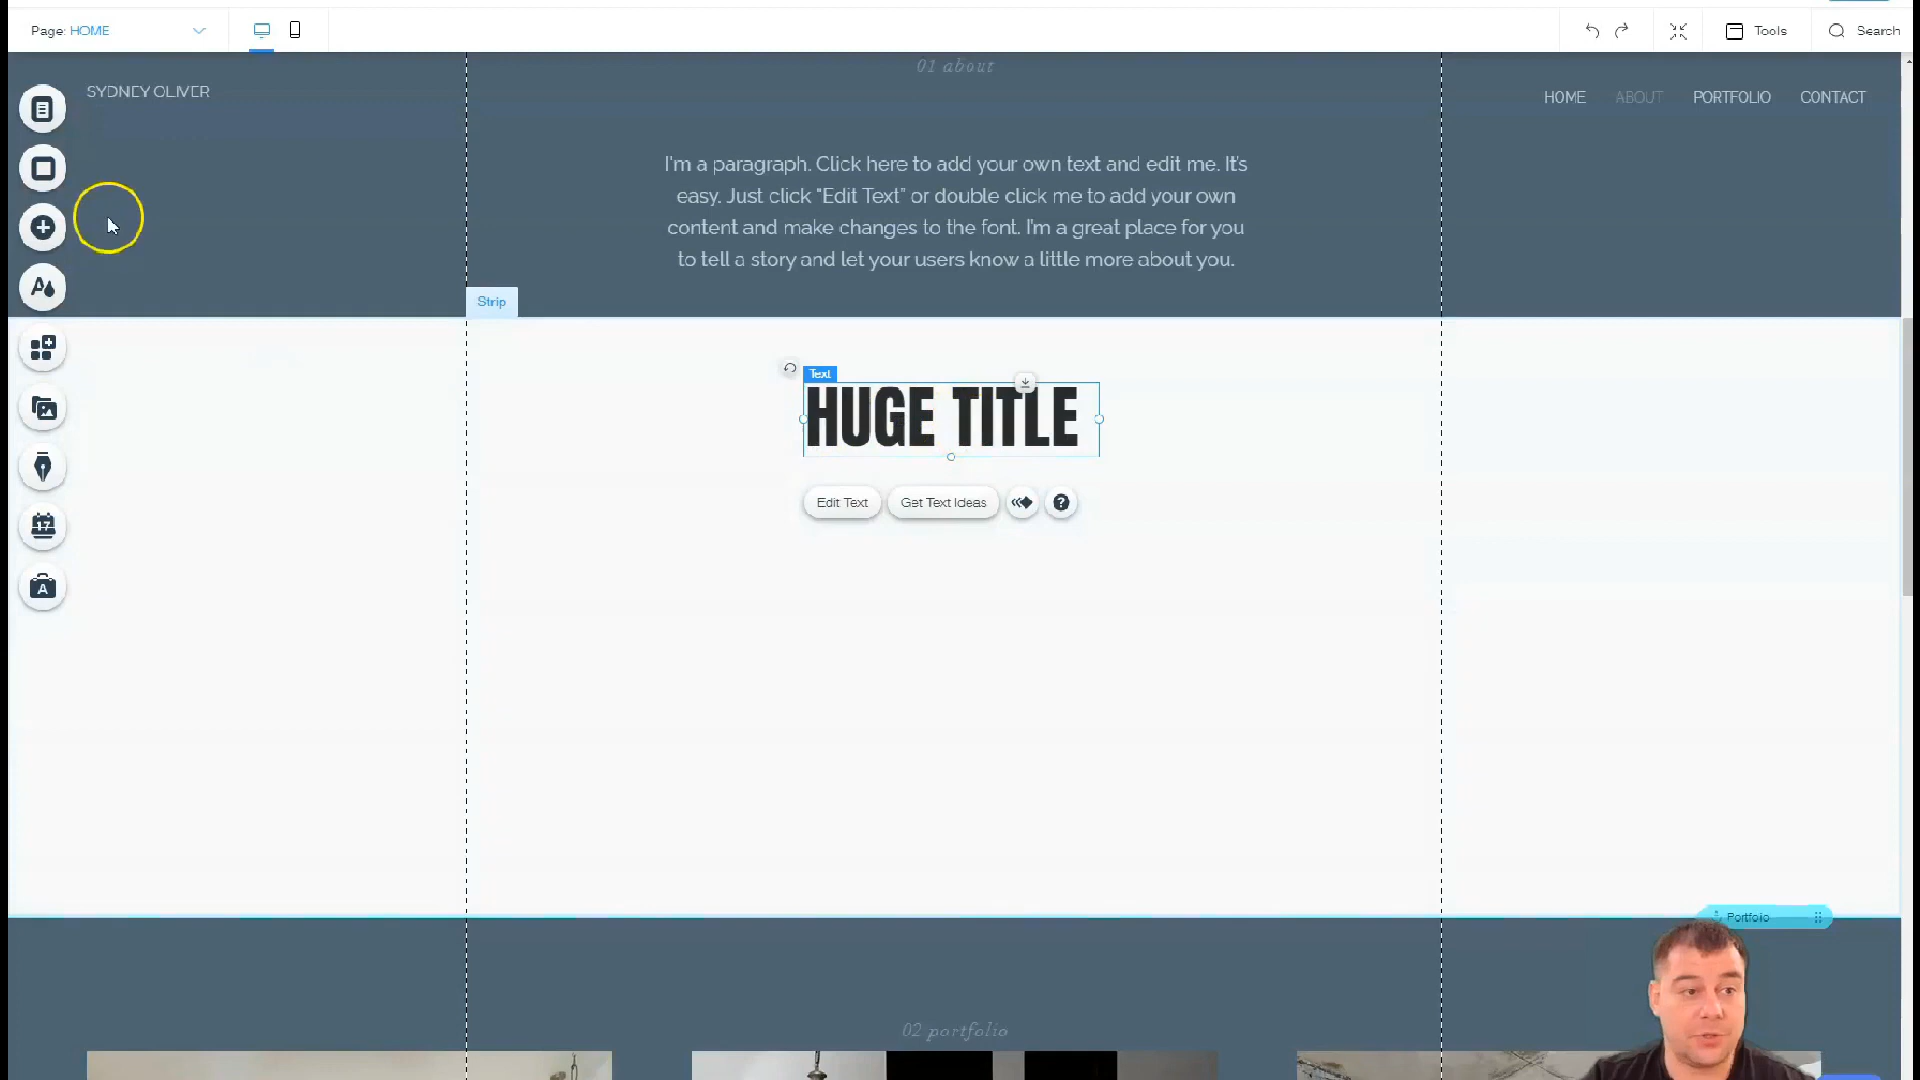 Page: HOME
Tools
Search
01 about
SYDNEY OLIVER
HOME ABOUT PORTFOLIO CONTACT
I'm a paragraph. Click here to add your own text and edit me. It's
easy. Just click “Edit Text” or double click me to add your own
content and make changes to the font. I'm a great place for you
to tell a story and let your users know a little more about you.
Strip
Text
HUGE TITLE
Edit Text
Get Text Ideas
?
17
A
Portfolio
02 portfolio